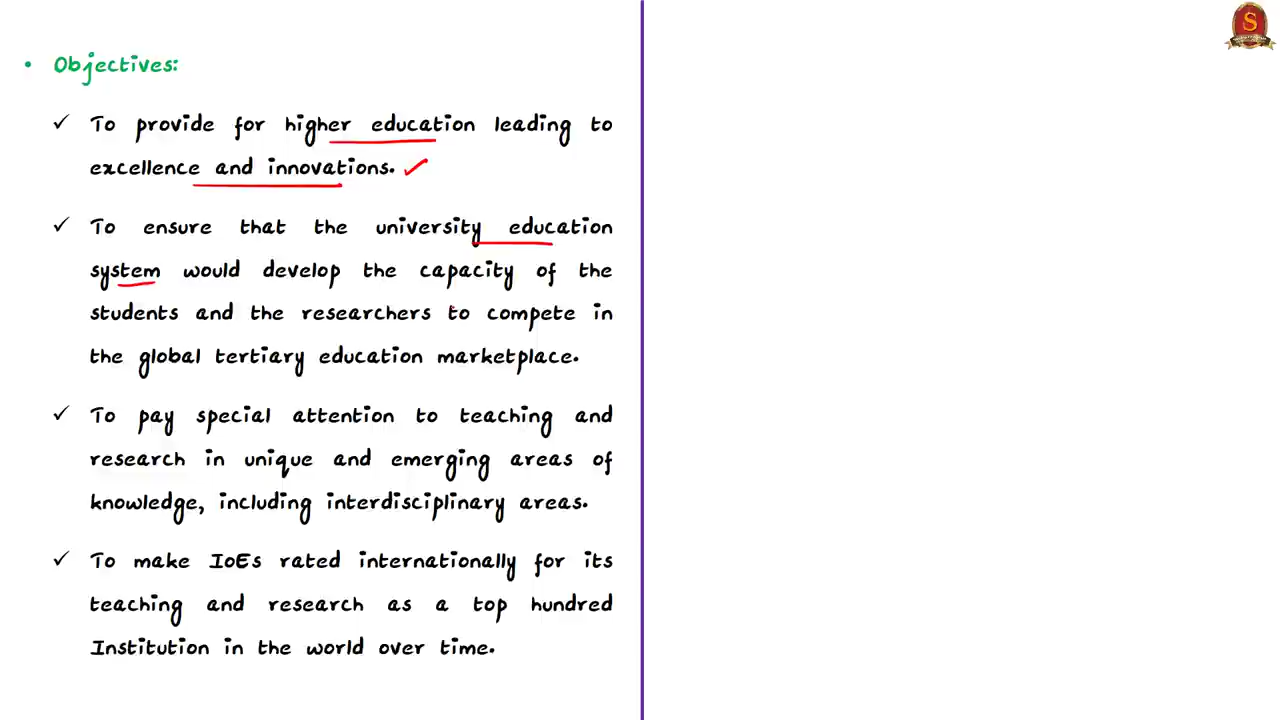 • Objectives:
✓ To provide for higher education leading to
excellence and innovations.
✓ To ensure that the university education
system would develop the capacity of the
students and the researchers to compete in
the global tertiary education marketplace.
✓ To pay special attention to teaching and
research in unique and emerging areas of
knowledge, including interdisciplinary areas.
✓ To make IoEs rated internationally for its
teaching and research as a top hundred
Institution in the world over time.
S